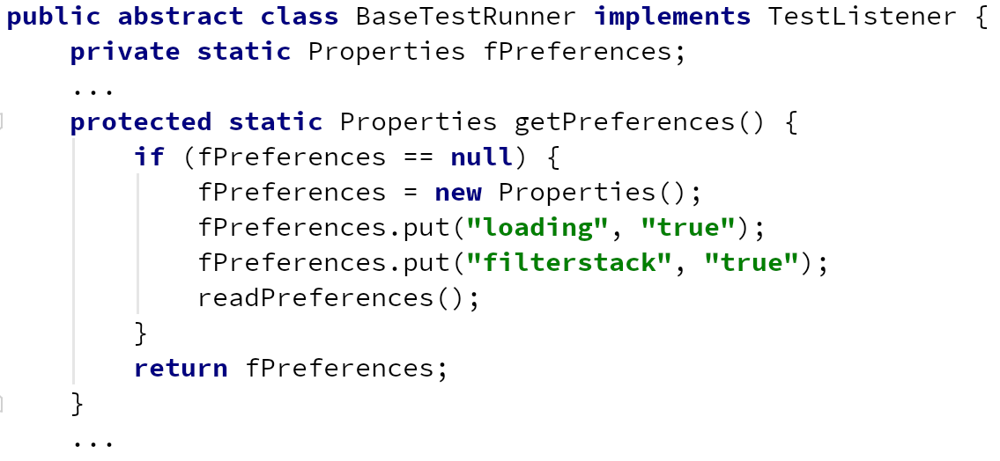 public abstract class BaseTestRunner implements TestListener {
    private static Properties fPreferences;
    ...
    protected static Properties getPreferences() {
        if (fPreferences == null) {
            fPreferences = new Properties();
            fPreferences.put("loading", "true");
            fPreferences.put("filterstack", "true");
            readPreferences();
        }
        return fPreferences;
    }
    ...